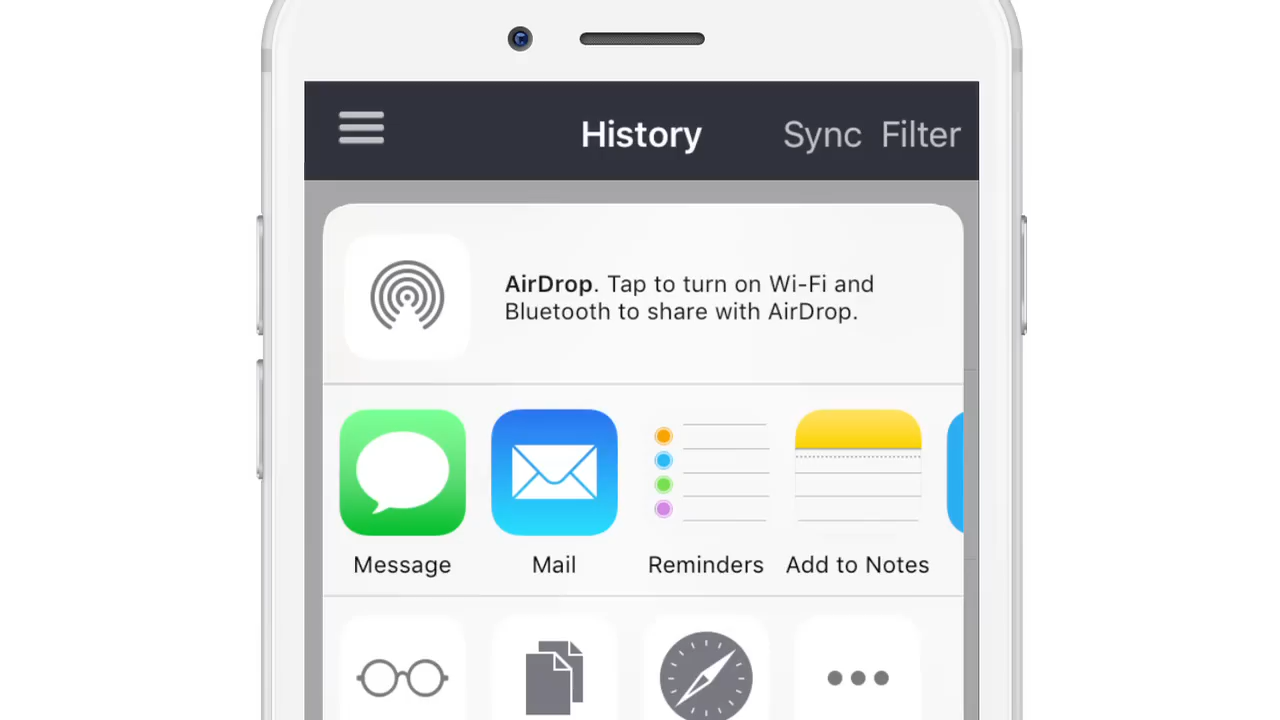 History
Sync
Filter
AirDrop. Tap to turn on Wi-Fi and
Bluetooth to share with AirDrop.
Message
Mail
Reminders
Add to Notes